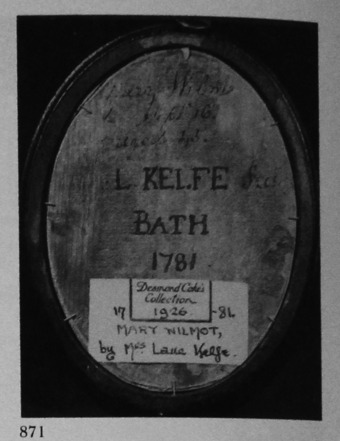 L. KELFE
BATH
1781
Desmond Coke's
Collection
17 1926 -81.
MARY WILMOT,
by Mrs Lane Kelfe.
871